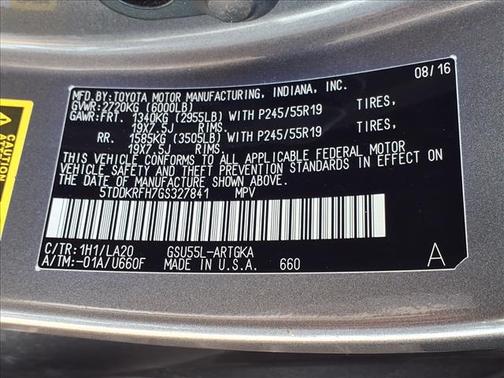 MFD. BY: TOYOTA MOTOR MANUFACTURING, INDIANA, INC. 08/16
GVWR: 2720KG (6000LB)
GAWR: FRT. 1340KG (2955LB) WITH P245/55R19 TIRES,
19X7.5J RIMS.
RR. 1595KG (3505LB) WITH P245/55R19 TIRES,
19X7.5J RIMS.
THIS VEHICLE CONFORMS TO ALL APPLICABLE FEDERAL MOTOR
VEHICLE SAFETY AND THEFT PREVENTION STANDARDS IN EFFECT
ON THE DATE OF MANUFACTURE SHOWN ABOVE.
5TDDKRFH7GS327841 MPV
C/TR: 1H1/LA20 GSU55L-ARTGKA
A/TM: -01A/U660F MADE IN U.S.A. 660 A
CAUTION